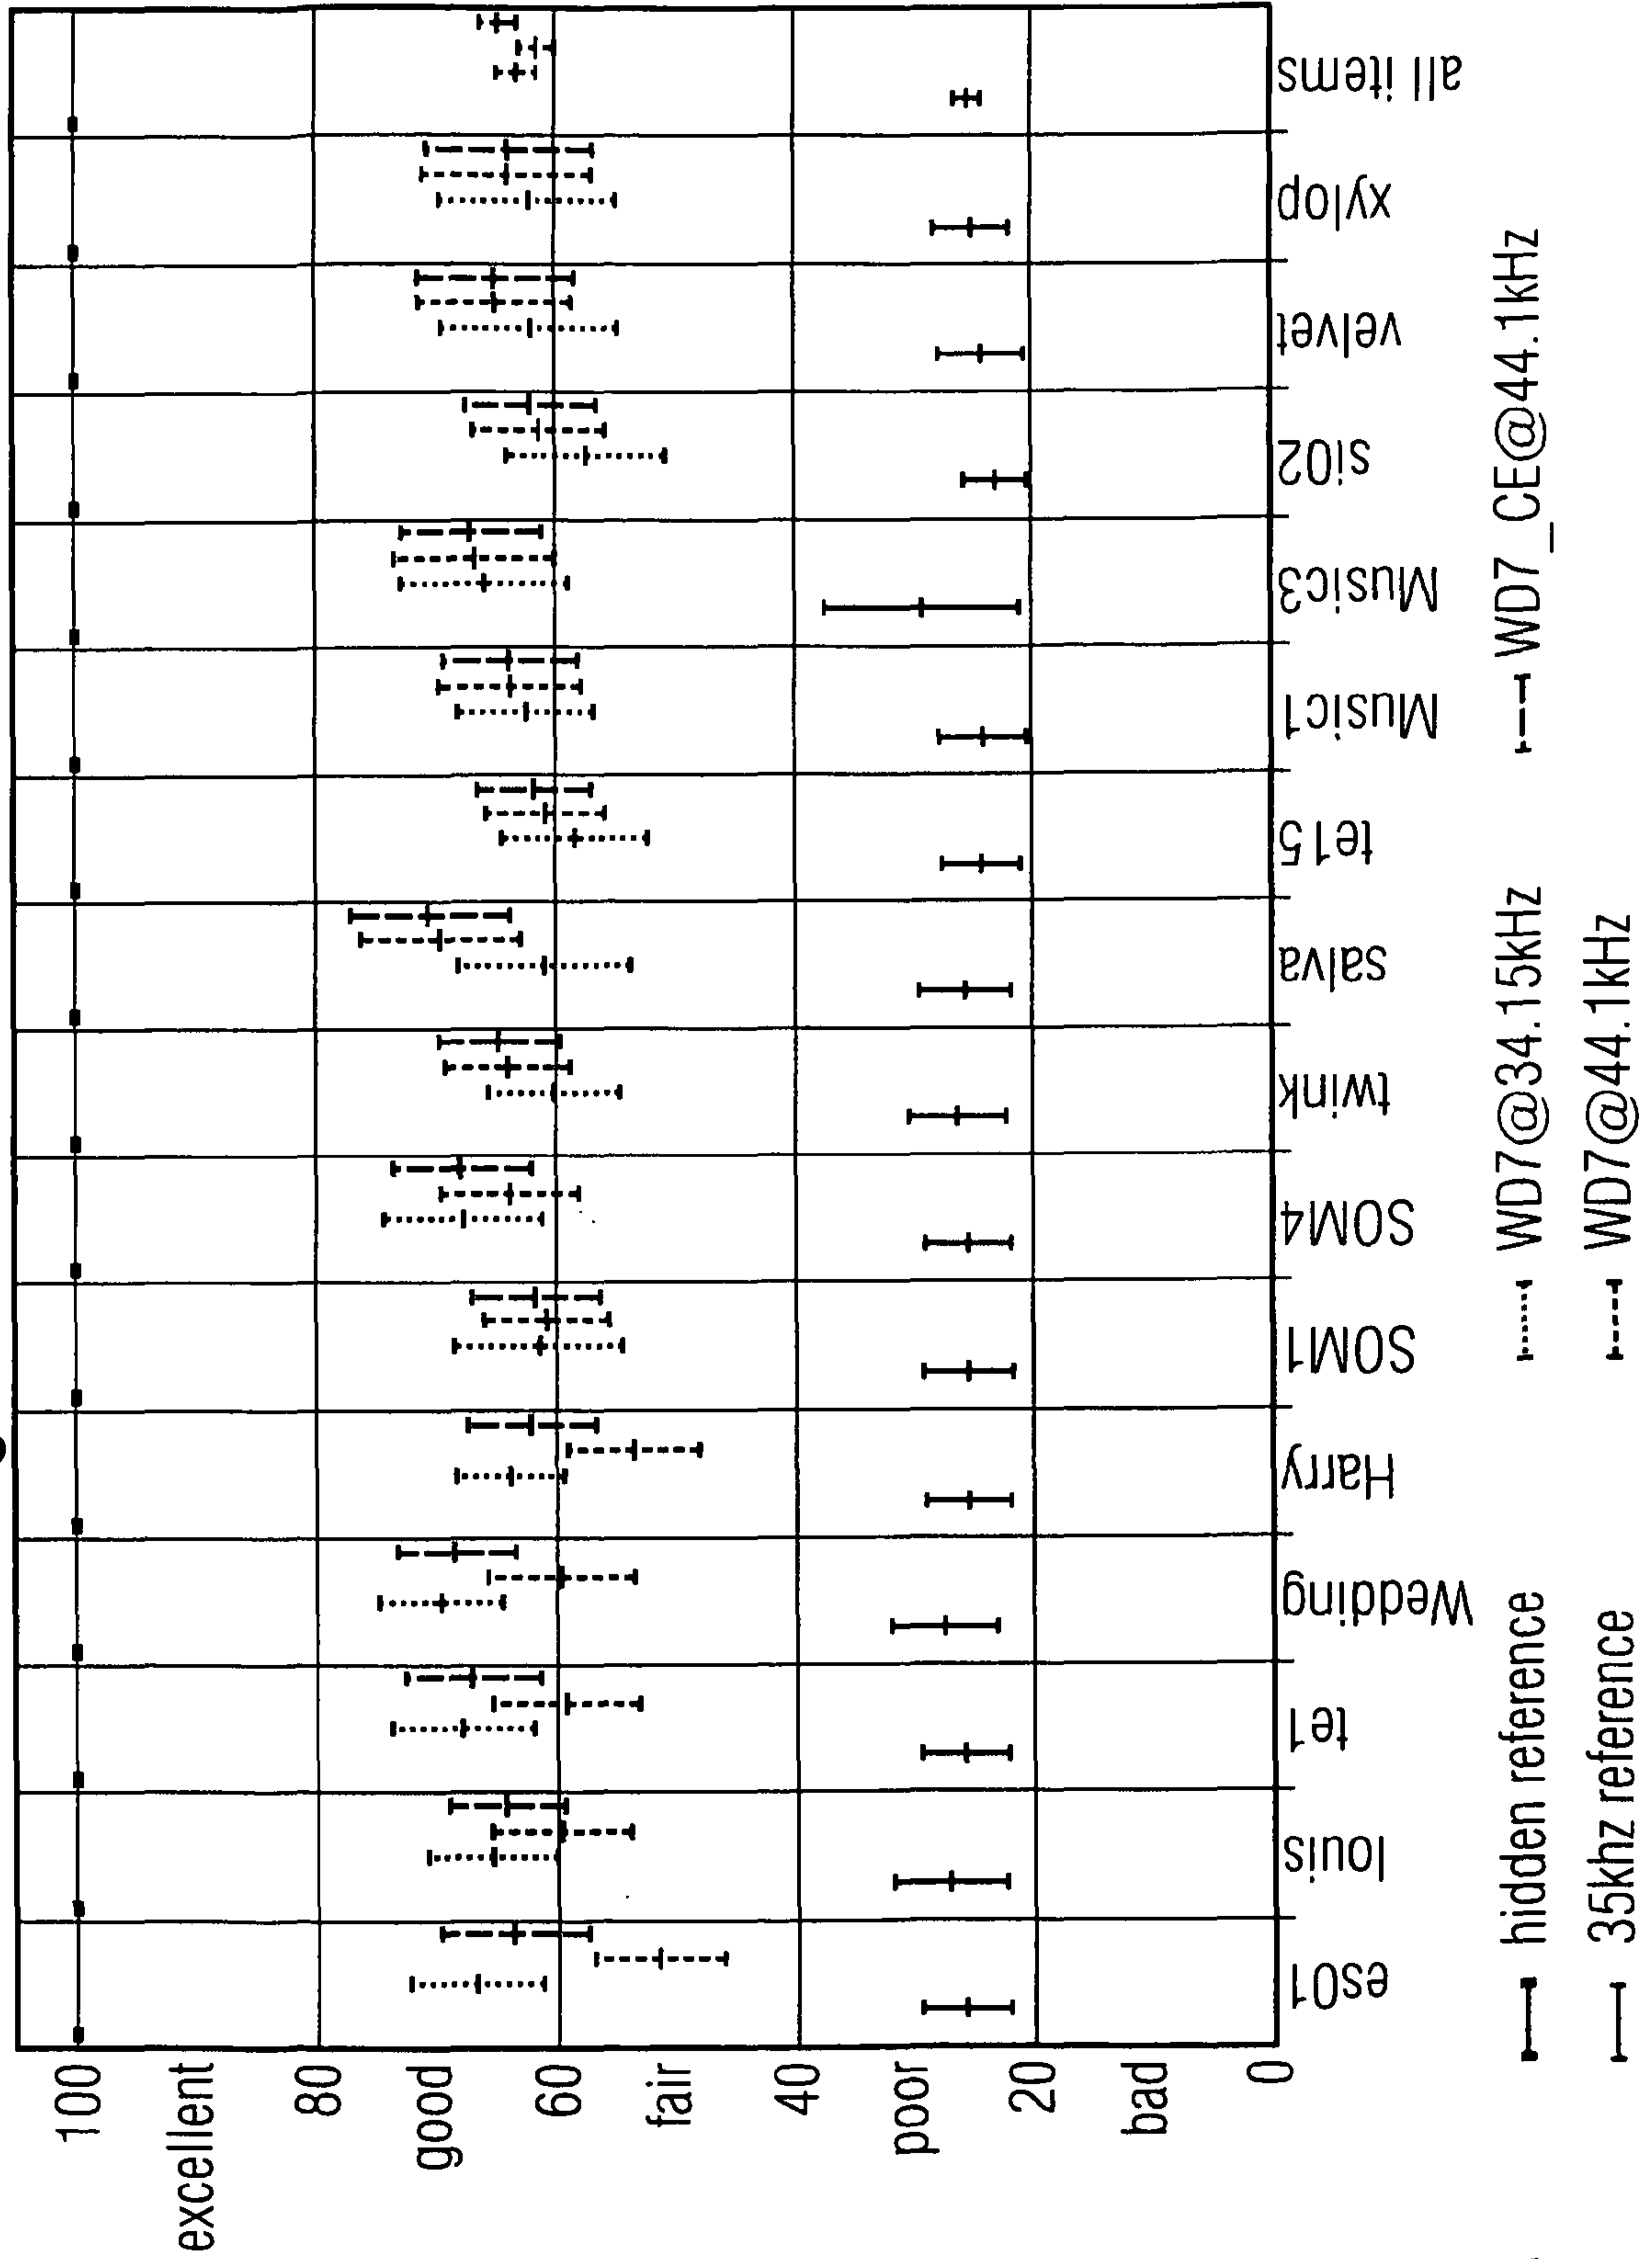 100
excellent
80
good
60
fair
40
poor
20
bad
0
es01
louis
te1
Wedding
Harry
SOM1
SOM4
twink
salva
te15
Music1
Music3
si02
velvet
xylop
all items
hidden reference
35khz reference
WD7@34.15kHz
WD7@44.1kHz
WD7_CE@44.1kHz